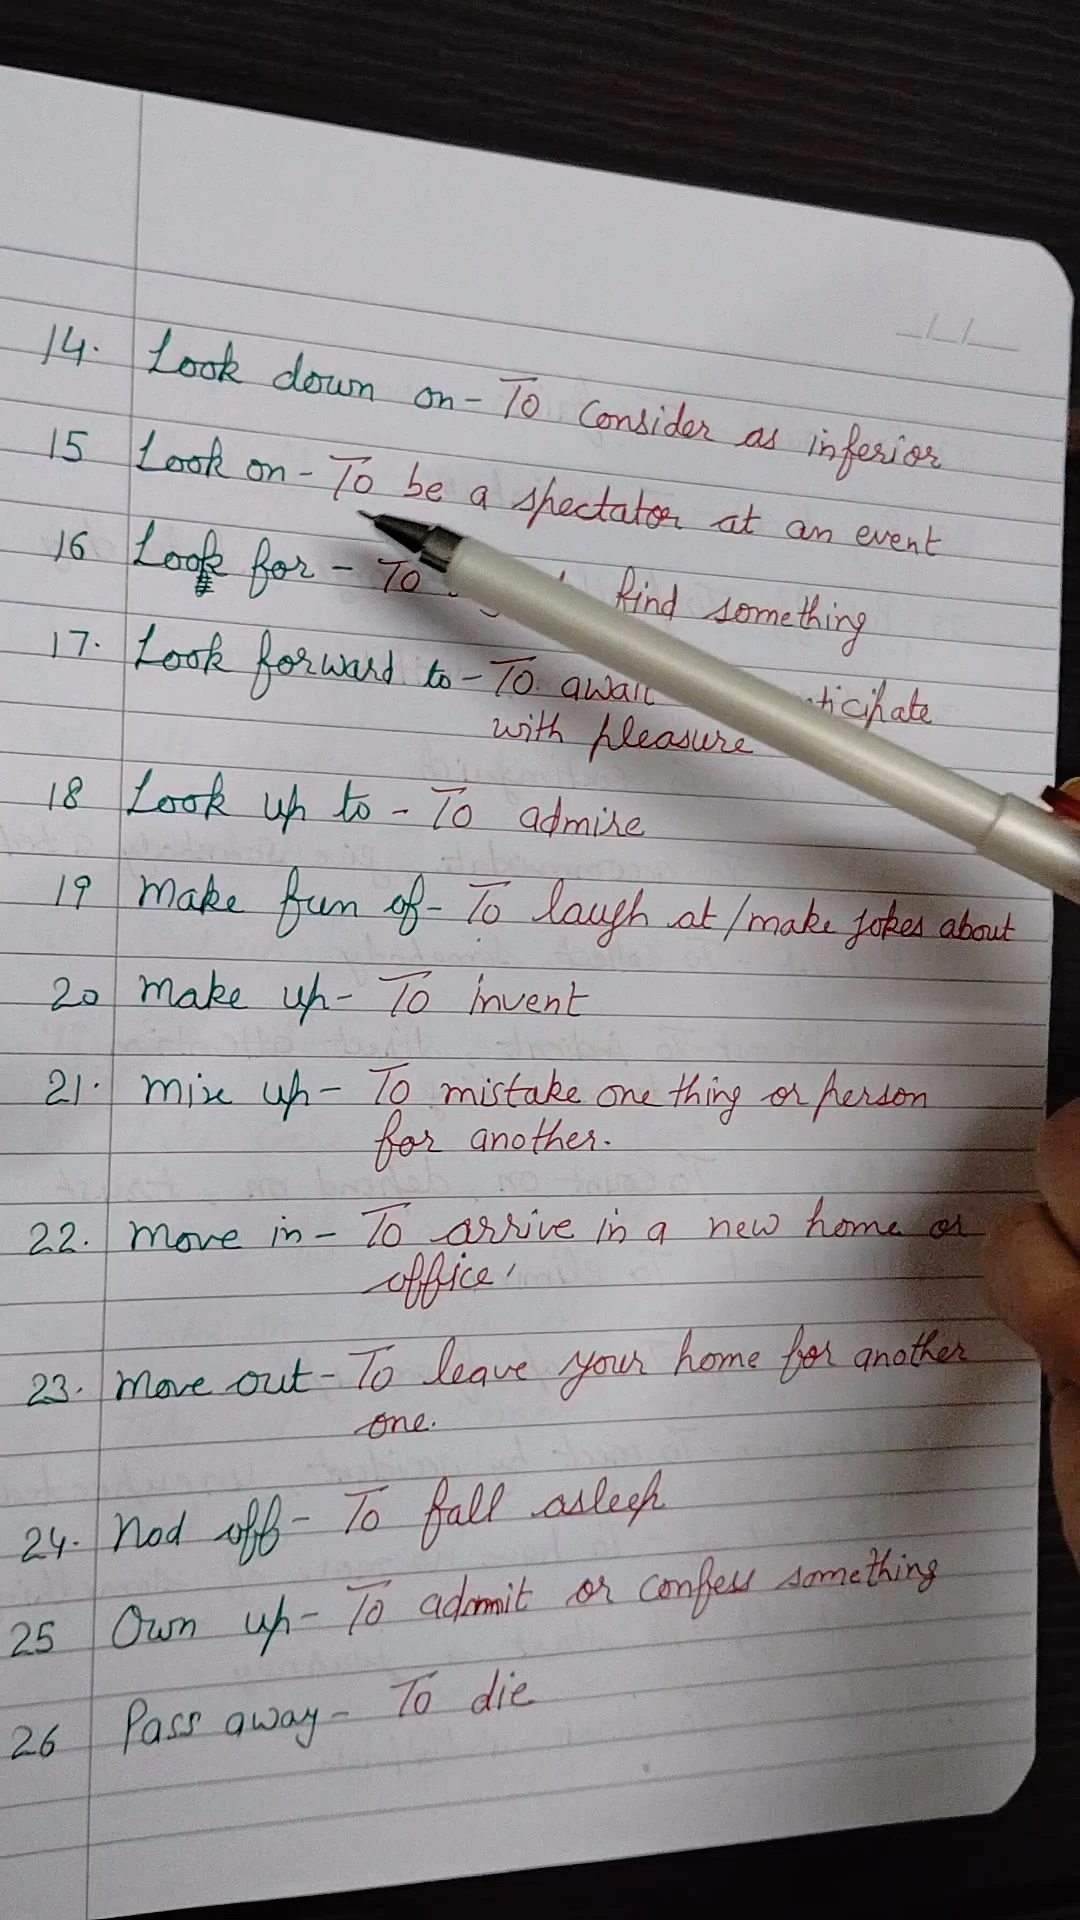 14. Look down on - To consider as inferior
15 Look on - To be a spectator at an event
16 Look for - To find something
17. Look forward to - To await
with pleasure
18 Look up to - To admire
19 Make fun of - To laugh at/make jokes about
20 Make up - To invent
21. Mix up - To mistake one thing or person
for another.
22. Move in - To arrive in a new home or
office
23. Move out - To leave your home for another
one.
24. Nod off - To fall asleep
25 Own up - To admit or confess something
26 Pass away - To die